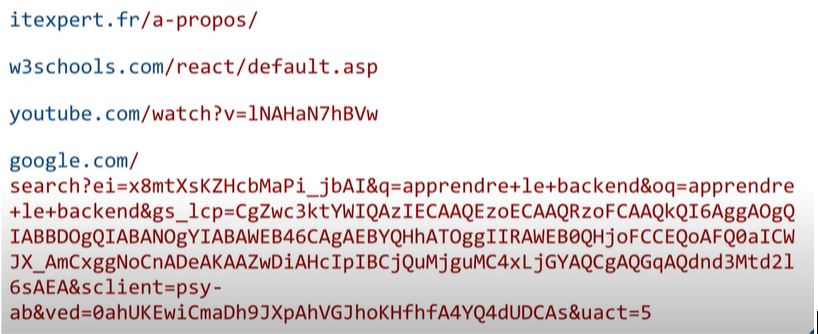 itexpert.fr/a-propos/
w3schools.com/react/default.asp
youtube.com/watch?v=lNAHaN7hBVw
google.com/
search?ei=x8mtXsKZHcbMaPi_jbAI&q=apprendre+le+backend&oq=apprendre
+le+backend&gs_lcp=CgZwc3ktYWIQAzIECAAQEzoECAAQRzoFCAAQkQI6AggAOgQ
IABBDOgQIABANOgYIABAWEB46CAgAEBYQHhATOggIIRAWEB0QHjoFCCEQoAFQ0aICW
JX_AmCxggNoCnADeAKAAZwDiAHcIpIBCjQuMjguMC4xLjGYAQCgAQGqAQdnd3Mtd2l
6sAEA&sclient=psy-
ab&ved=0ahUKEwiCmaDh9JXpAhVGJhoKHfhfA4YQ4dUDCAs&uact=5